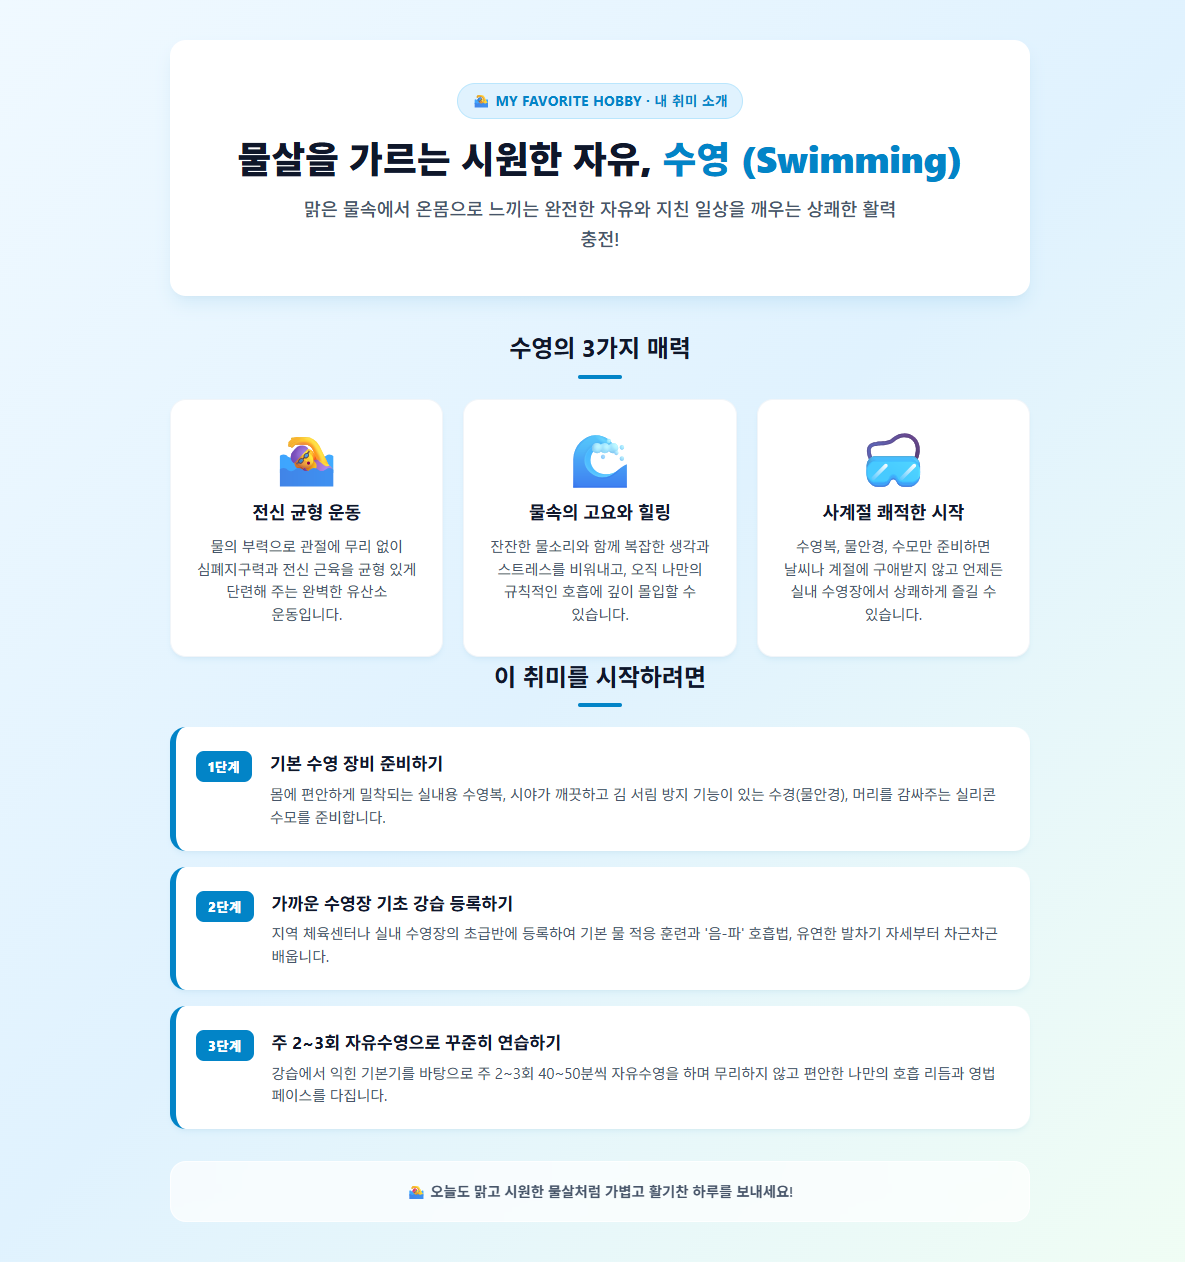 MY FAVORITE HOBBY · 내 취미 소개
물살을 가르는 시원한 자유, 수영 (Swimming)
맑은 물속에서 온몸으로 느끼는 완전한 자유와 지친 일상을 깨우는 상쾌한 활력
충전!
수영의 3가지 매력
전신 균형 운동
물의 부력으로 관절에 무리 없이
심폐지구력과 전신 근육을 균형 있게
단련해 주는 완벽한 유산소
운동입니다.
물속의 고요와 힐링
잔잔한 물소리와 함께 복잡한 생각과
스트레스를 비워내고, 오직 나만의
규칙적인 호흡에 깊이 몰입할 수
있습니다.
사계절 쾌적한 시작
수영복, 물안경, 수모만 준비하면
날씨나 계절에 구애받지 않고 언제든
실내 수영장에서 상쾌하게 즐길 수
있습니다.
이 취미를 시작하려면
1단계
기본 수영 장비 준비하기
몸에 편안하게 밀착되는 실내용 수영복, 시야가 깨끗하고 김 서림 방지 기능이 있는 수경(물안경), 머리를 감싸주는 실리콘
수모를 준비합니다.
2단계
가까운 수영장 기초 강습 등록하기
지역 체육센터나 실내 수영장의 초급반에 등록하여 기본 물 적응 훈련과 '음-파' 호흡법, 유연한 발차기 자세부터 차근차근
배웁니다.
3단계
주 2~3회 자유수영으로 꾸준히 연습하기
강습에서 익힌 기본기를 바탕으로 주 2~3회 40~50분씩 자유수영을 하며 무리하지 않고 편안한 나만의 호흡 리듬과 영법
페이스를 다집니다.
오늘도 맑고 시원한 물살처럼 가볍고 활기찬 하루를 보내세요!